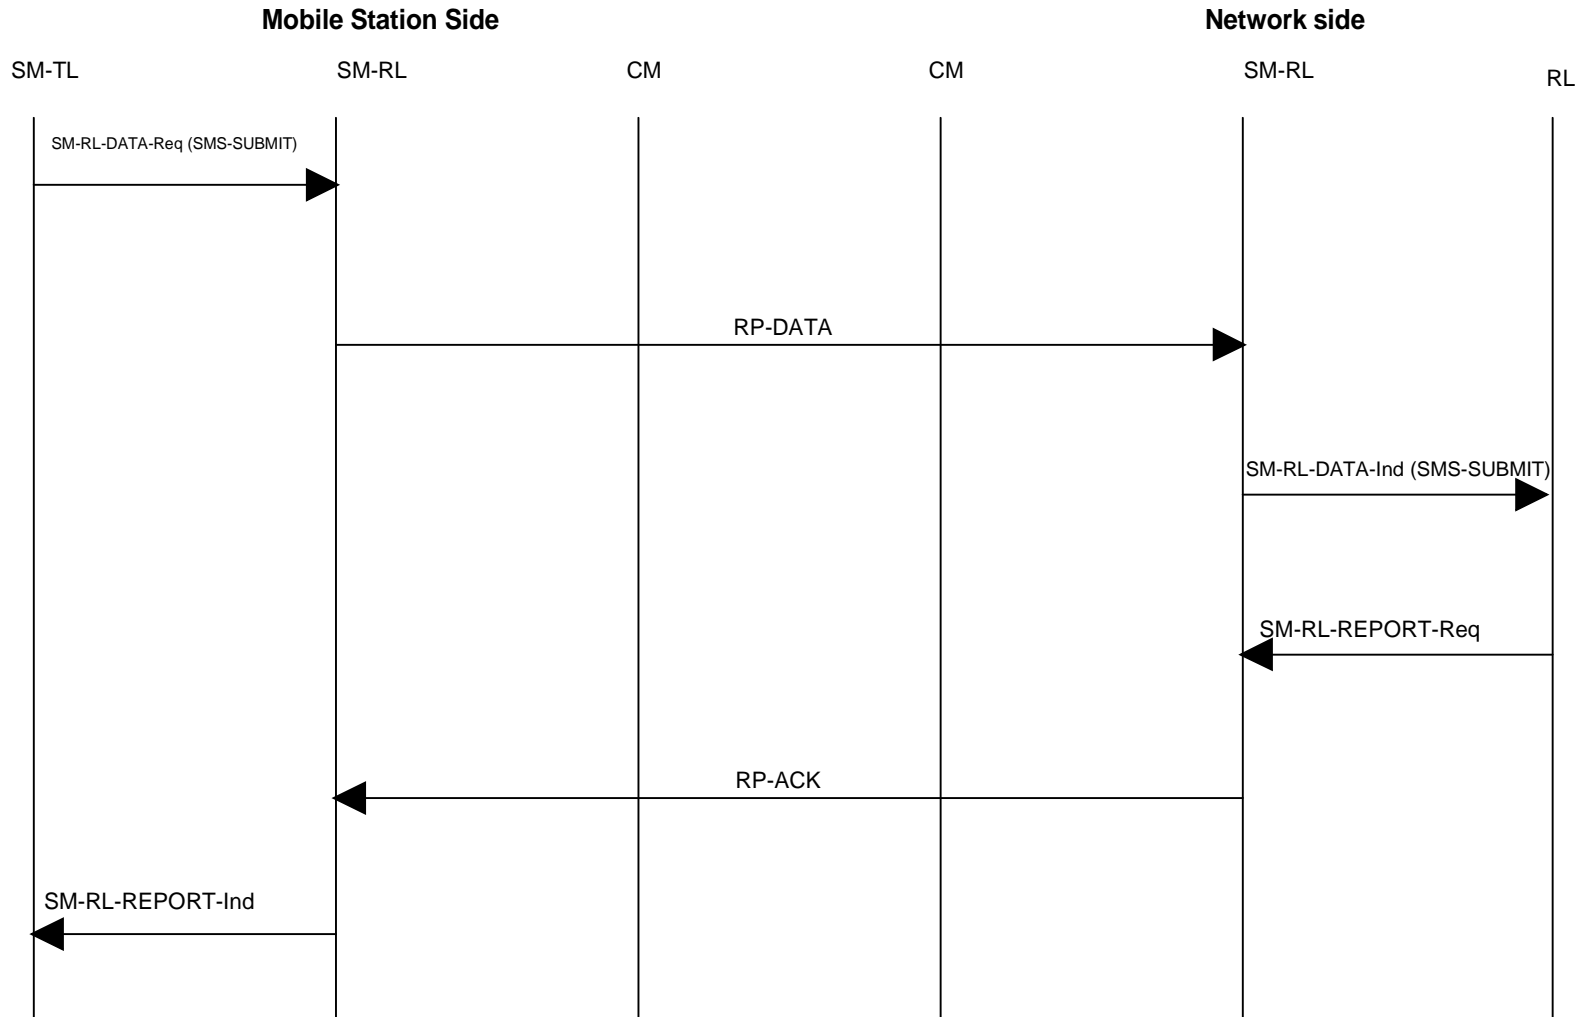 Mobile Station Side
Network side
SM-TL
SM-RL
CM
CM
SM-RL
RL
SM-RL-DATA-Req (SMS-SUBMIT)
RP-DATA
SM-RL-DATA-Ind (SMS-SUBMIT)
SM-RL-REPORT-Req
RP-ACK
SM-RL-REPORT-Ind